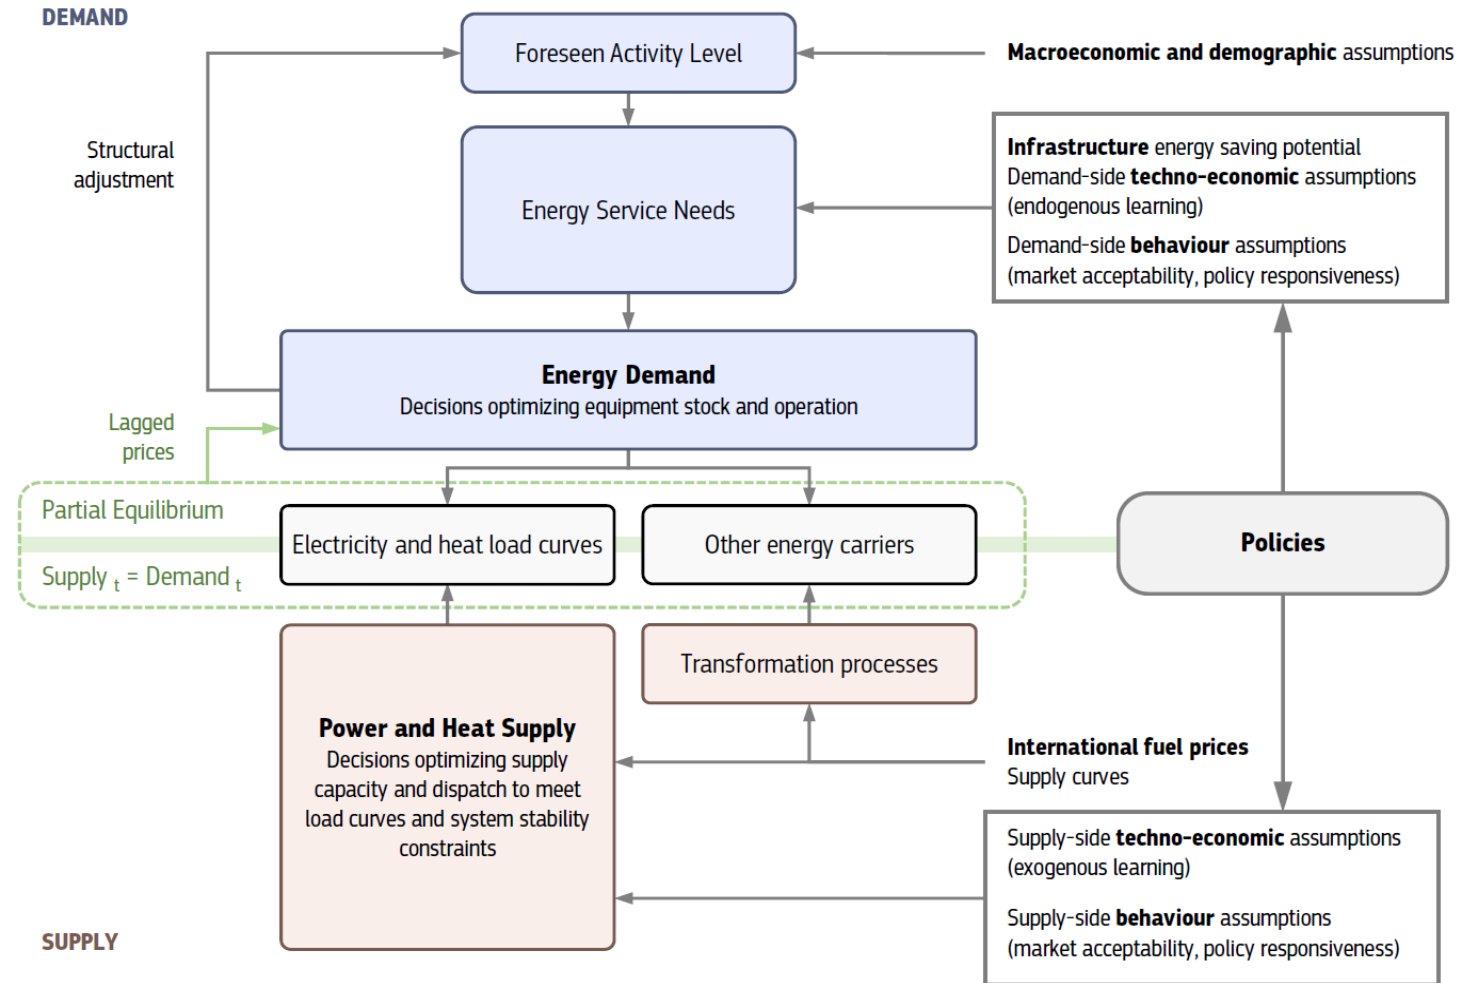 DEMAND
Foreseen Activity Level
Macroeconomic and demographic assumptions
Structural
adjustment
Infrastructure energy saving potential
Demand-side techno-economic assumptions
(endogenous learning)
Demand-side behaviour assumptions
(market acceptability, policy responsiveness)
Energy Service Needs
Energy Demand
Decisions optimizing equipment stock and operation
Lagged
prices
Partial Equilibrium
Supply t = Demand t
Electricity and heat load curves
Other energy carriers
Policies
Transformation processes
Power and Heat Supply
Decisions optimizing supply
capacity and dispatch to meet
load curves and system stability
constraints
International fuel prices
Supply curves
Supply-side techno-economic assumptions
(exogenous learning)
Supply-side behaviour assumptions
(market acceptability, policy responsiveness)
SUPPLY